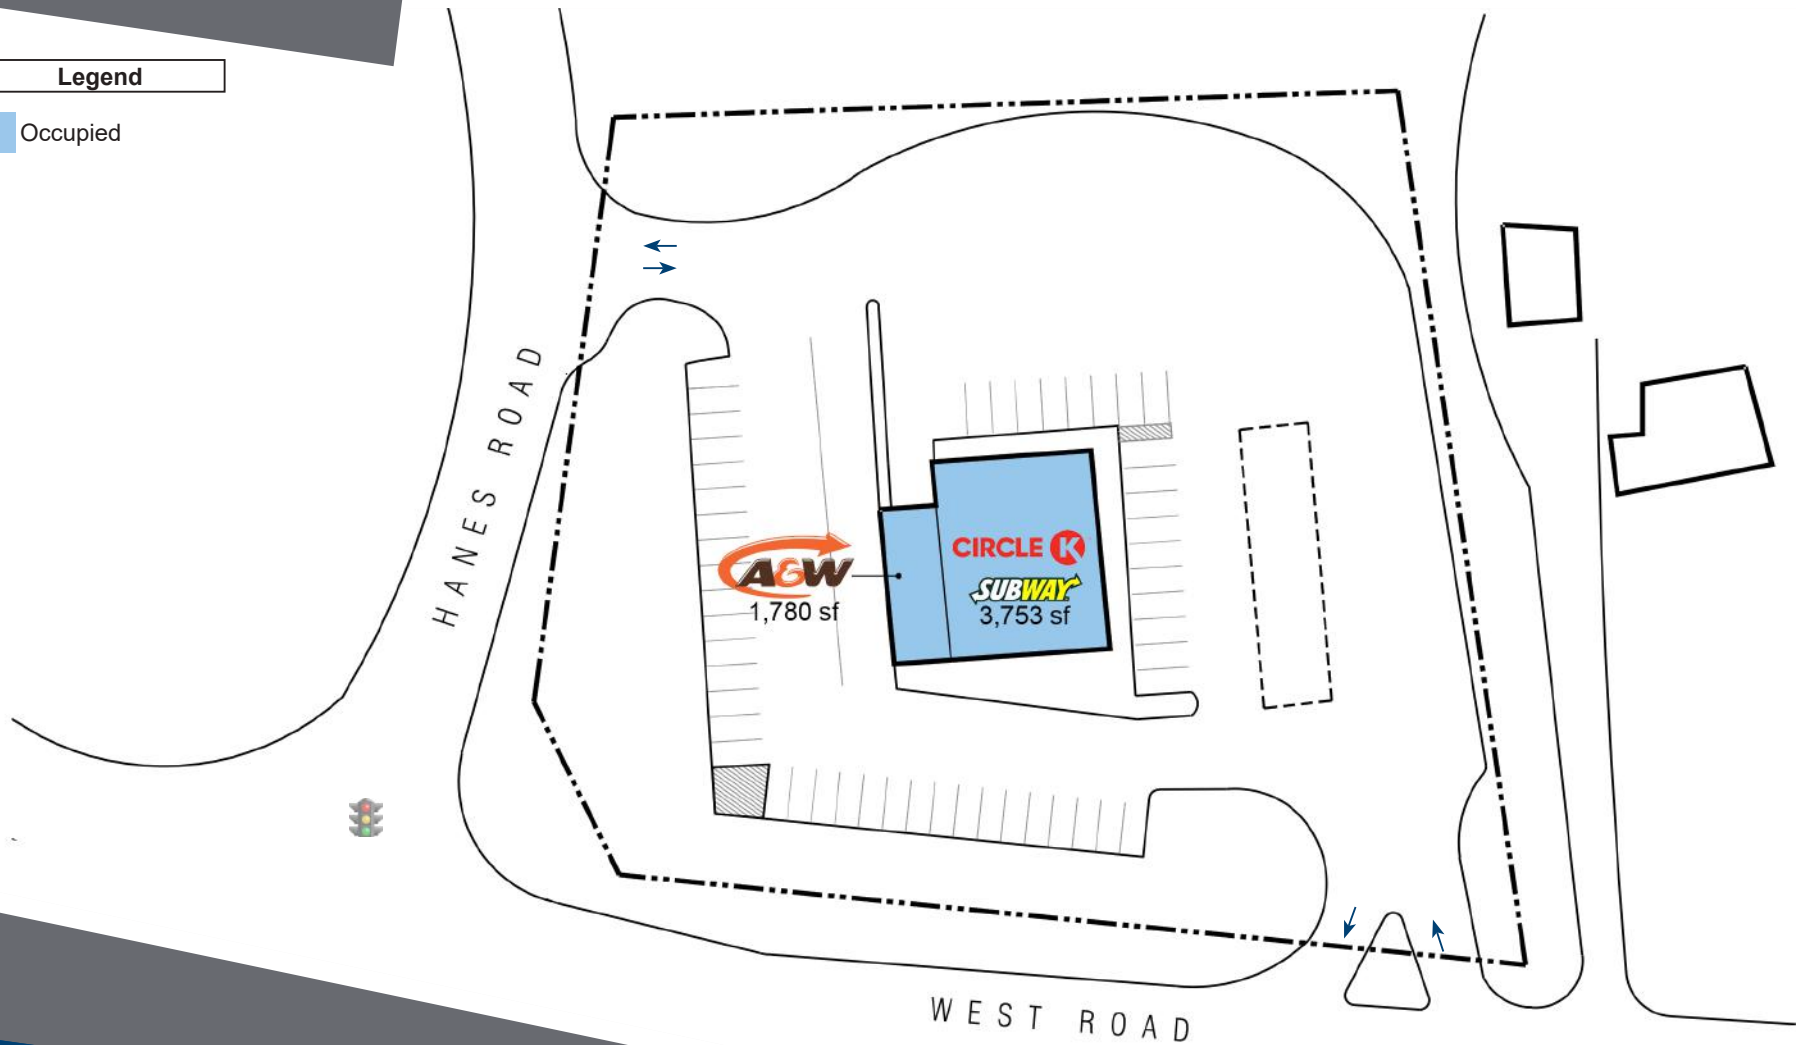 Legend
Occupied
HANES ROAD
A&W
1,780 sf
CIRCLE K
SUBWAY
3,753 sf
WEST ROAD